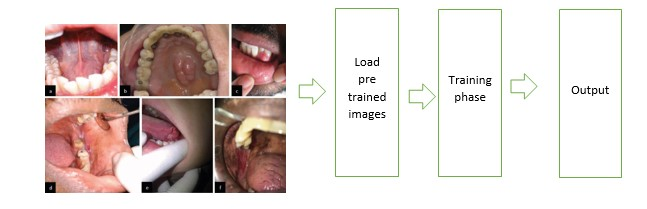 a
b
c
d
e
f
Load
pre
trained
images
Training
phase
Output